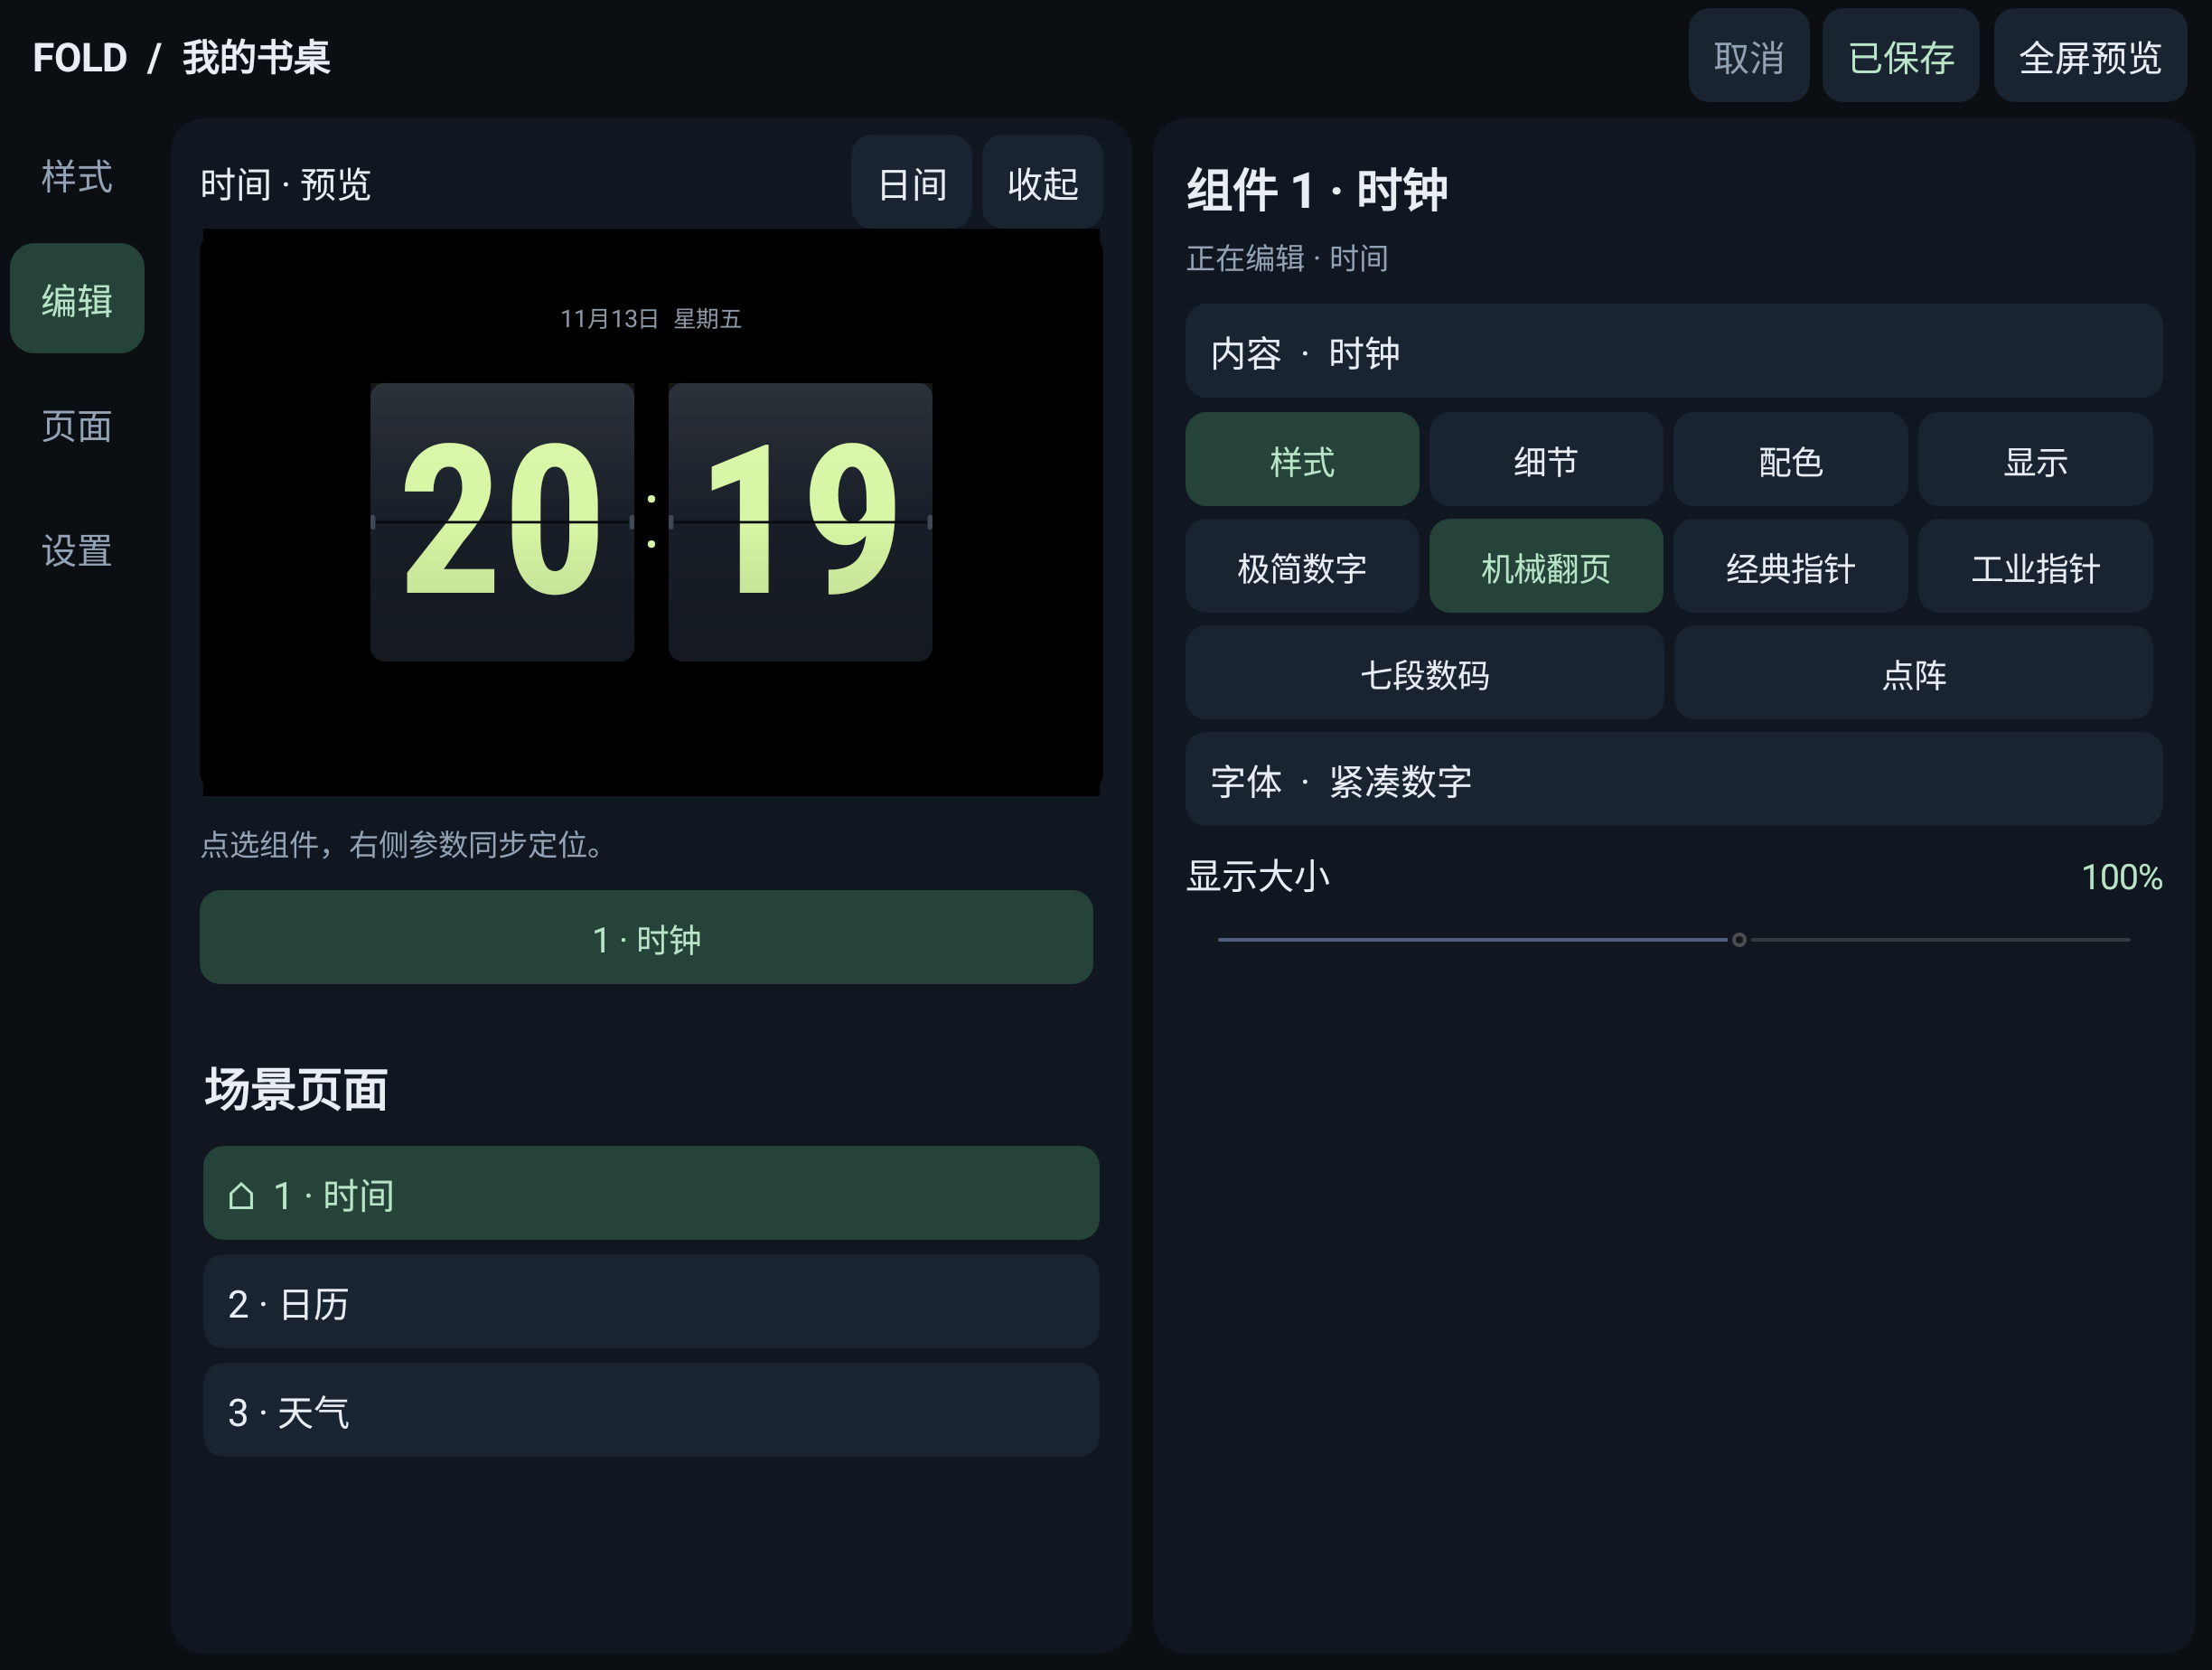 FOLD / 我的书桌
取消 已保存 全屏预览
样式
编辑
页面
设置
时间 · 预览 日间 收起
11月13日 星期五
20:19
点选组件，右侧参数同步定位。
1 · 时钟
场景页面
1 · 时间
2 · 日历
3 · 天气
组件 1 · 时钟
正在编辑 · 时间
内容 · 时钟
样式 细节 配色 显示
极简数字 机械翻页 经典指针 工业指针
七段数码 点阵
字体 · 紧凑数字
显示大小 100%